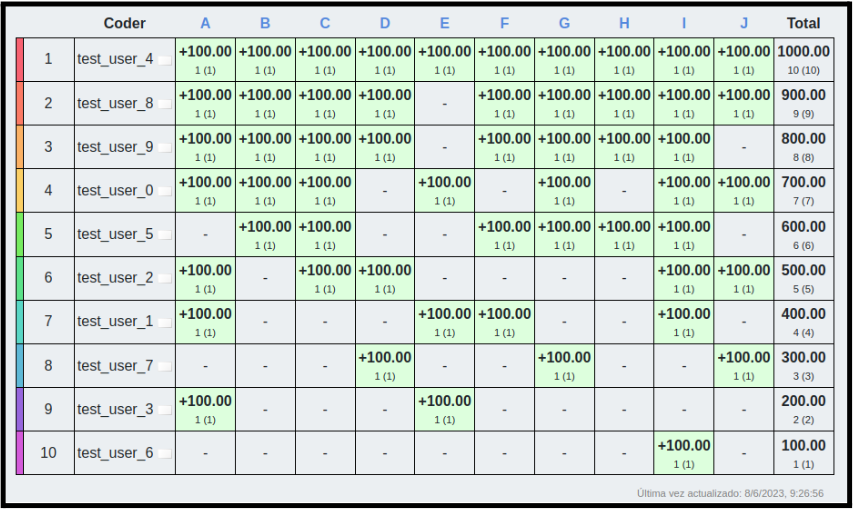 Coder A B C D E F G H I J Total
1 test_user_4 +100.00 +100.00 +100.00 +100.00 +100.00 +100.00 +100.00 +100.00 +100.00 +100.00 1000.00
1 (1) 1 (1) 1 (1) 1 (1) 1 (1) 1 (1) 1 (1) 1 (1) 1 (1) 1 (1) 10 (10)
2 test_user_8 +100.00 +100.00 +100.00 +100.00 - +100.00 +100.00 +100.00 +100.00 +100.00 900.00
1 (1) 1 (1) 1 (1) 1 (1) 1 (1) 1 (1) 1 (1) 1 (1) 1 (1) 9 (9)
3 test_user_9 +100.00 +100.00 +100.00 +100.00 - +100.00 +100.00 +100.00 +100.00 - 800.00
1 (1) 1 (1) 1 (1) 1 (1) 1 (1) 1 (1) 1 (1) 1 (1) 8 (8)
4 test_user_0 +100.00 +100.00 +100.00 - +100.00 - +100.00 - +100.00 +100.00 700.00
1 (1) 1 (1) 1 (1) 1 (1) 1 (1) 1 (1) 1 (1) 7 (7)
5 test_user_5 - +100.00 +100.00 - - +100.00 +100.00 +100.00 +100.00 - 600.00
1 (1) 1 (1) 1 (1) 1 (1) 1 (1) 1 (1) 6 (6)
6 test_user_2 +100.00 - +100.00 +100.00 - - - - +100.00 +100.00 500.00
1 (1) 1 (1) 1 (1) 1 (1) 1 (1) 5 (5)
7 test_user_1 +100.00 - - - +100.00 +100.00 - - +100.00 - 400.00
1 (1) 1 (1) 1 (1) 1 (1) 4 (4)
8 test_user_7 - - - +100.00 - - +100.00 - - +100.00 300.00
1 (1) 1 (1) 1 (1) 3 (3)
9 test_user_3 +100.00 - - - +100.00 - - - - - 200.00
1 (1) 1 (1) 2 (2)
10 test_user_6 - - - - - - - - +100.00 - 100.00
1 (1) 1 (1)
Última vez actualizado: 8/6/2023, 9:26:56